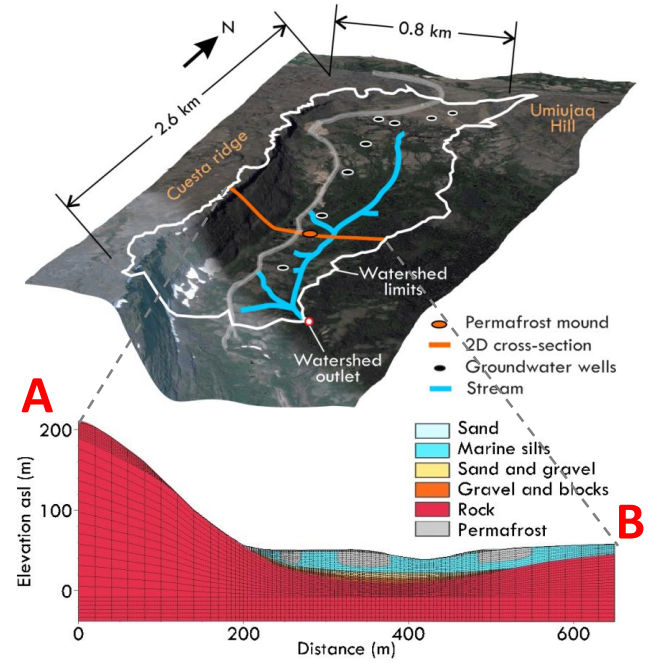 N
0.8 km
2.6 km
Umiujaq
Hill
Cuesta ridge
Watershed
limits
Watershed
outlet
Permafrost mound
2D cross-section
Groundwater wells
Stream
A
B
Sand
Marine silts
Sand and gravel
Gravel and blocks
Rock
Permafrost
Elevation asl (m)
200
100
0
0
200
400
600
Distance (m)